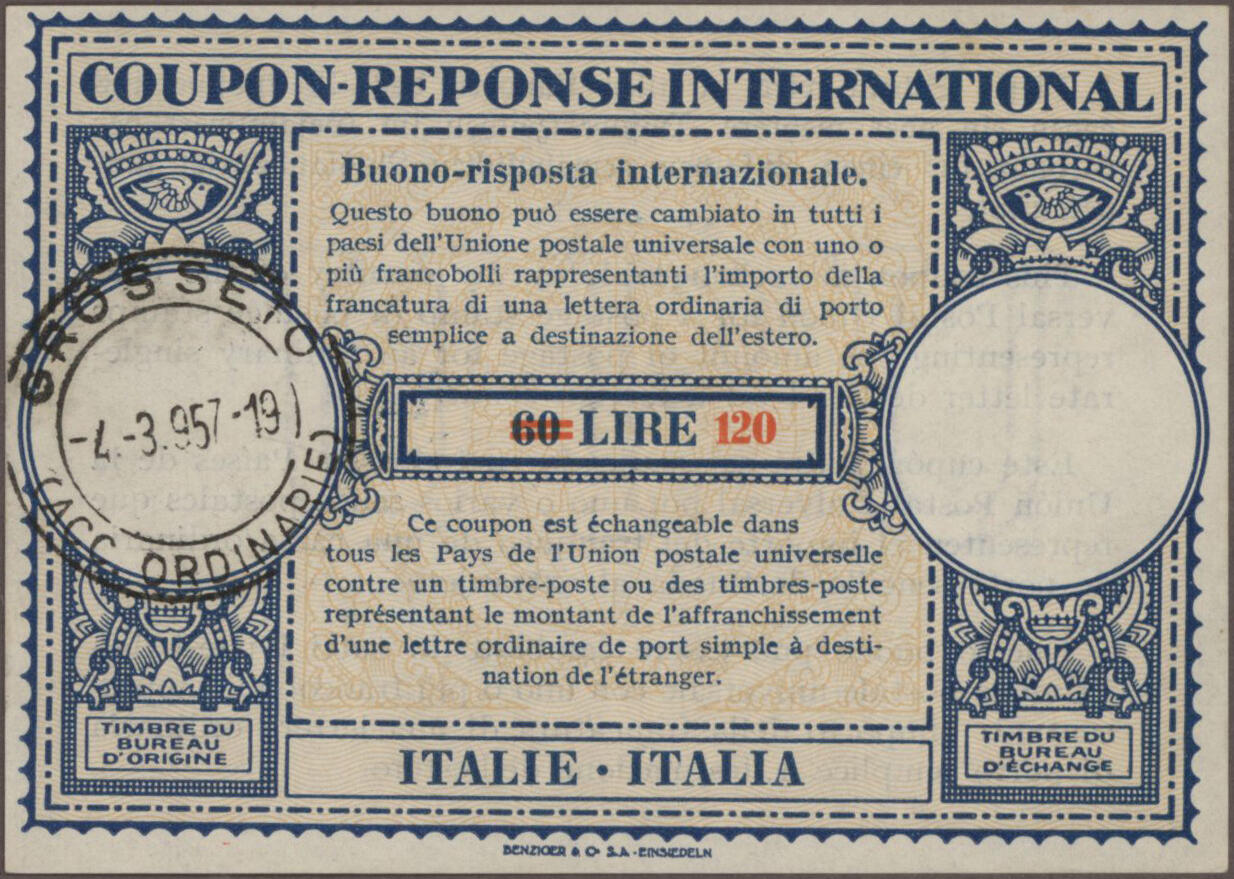 COUPON-REPONSE INTERNATIONAL
Buono-risposta internazionale.
Questo buono può essere cambiato in tutti i
paesi dell'Unione postale universale con uno o
più francobolli rappresentanti l'importo della
francatura di una lettera ordinaria di porto
semplice a destinazione dell'estero.
60= LIRE 120
Ce coupon est échangeable dans
tous les Pays de l'Union postale universelle
contre un timbre-poste ou des timbres-poste
représentant le montant de l'affranchissement
d'une lettre ordinaire de port simple à desti-
nation de l'étranger.
GROSSETO
-4.-3.957-19
(ACC ORDINARIE)
TIMBRE DU
BUREAU
D'ORIGINE
ITALIE · ITALIA
TIMBRE DU
BUREAU
D'ÉCHANGE
BENZIGER & Co S.A.-EINSIEDELN